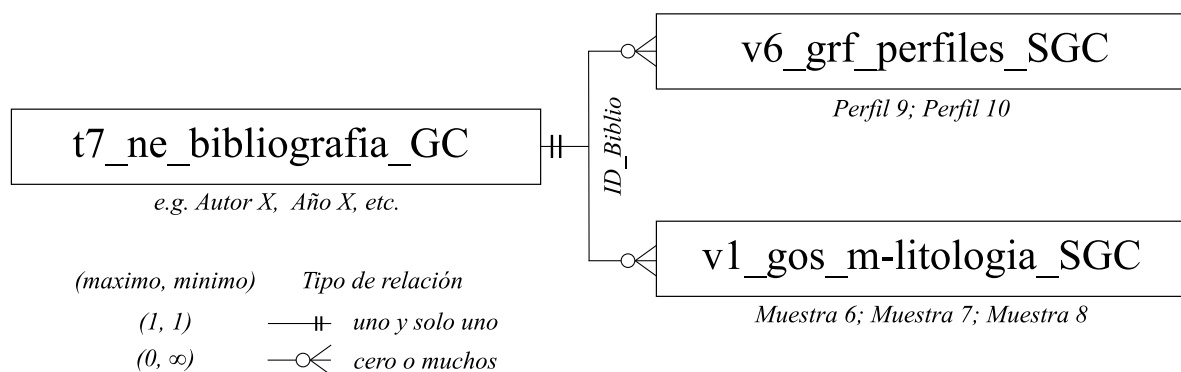 v6_grf_perfiles_SGC
Perfil 9; Perfil 10
t7_ne_bibliografia_GC
e.g. Autor X, Año X, etc.
ID_Biblio
v1_gos_m-litologia_SGC
Muestra 6; Muestra 7; Muestra 8
(maximo, minimo) Tipo de relación
(1, 1) uno y solo uno
(0, ∞) cero o muchos